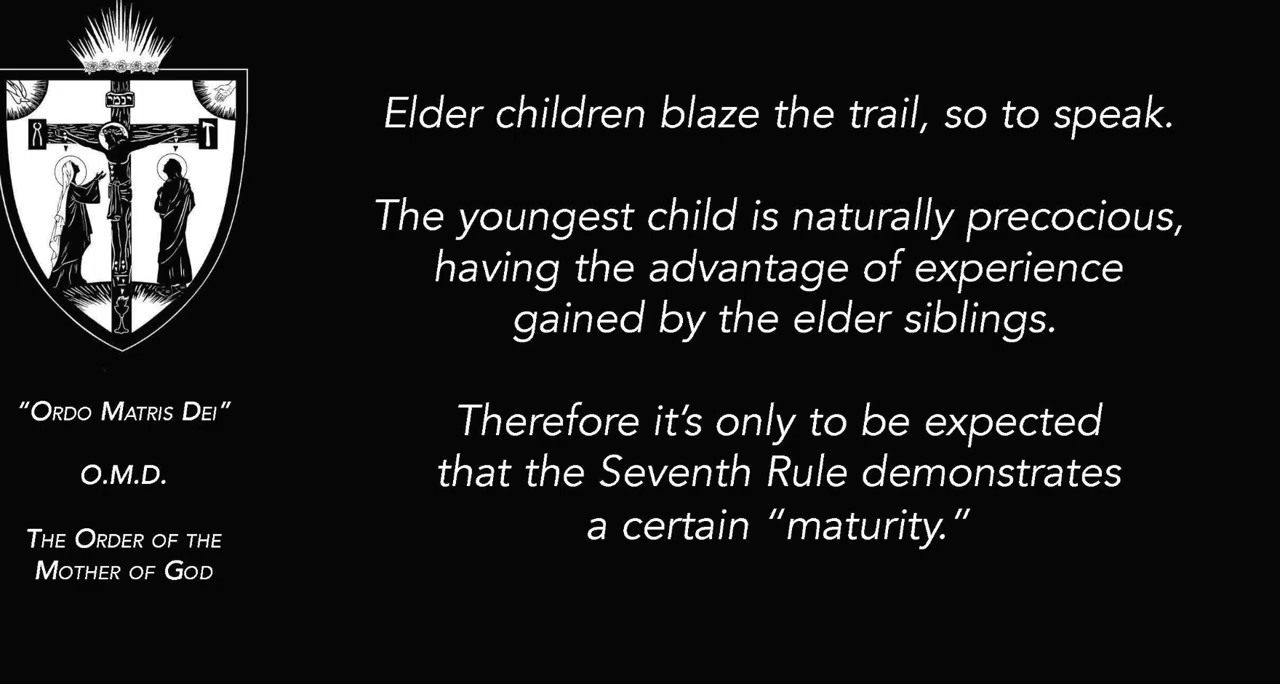 Elder children blaze the trail, so to speak.
The youngest child is naturally precocious,
having the advantage of experience
gained by the elder siblings.
Therefore it's only to be expected
that the Seventh Rule demonstrates
a certain “maturity.”
“Ordo Matris Dei”
O.M.D.
The Order of the
Mother of God